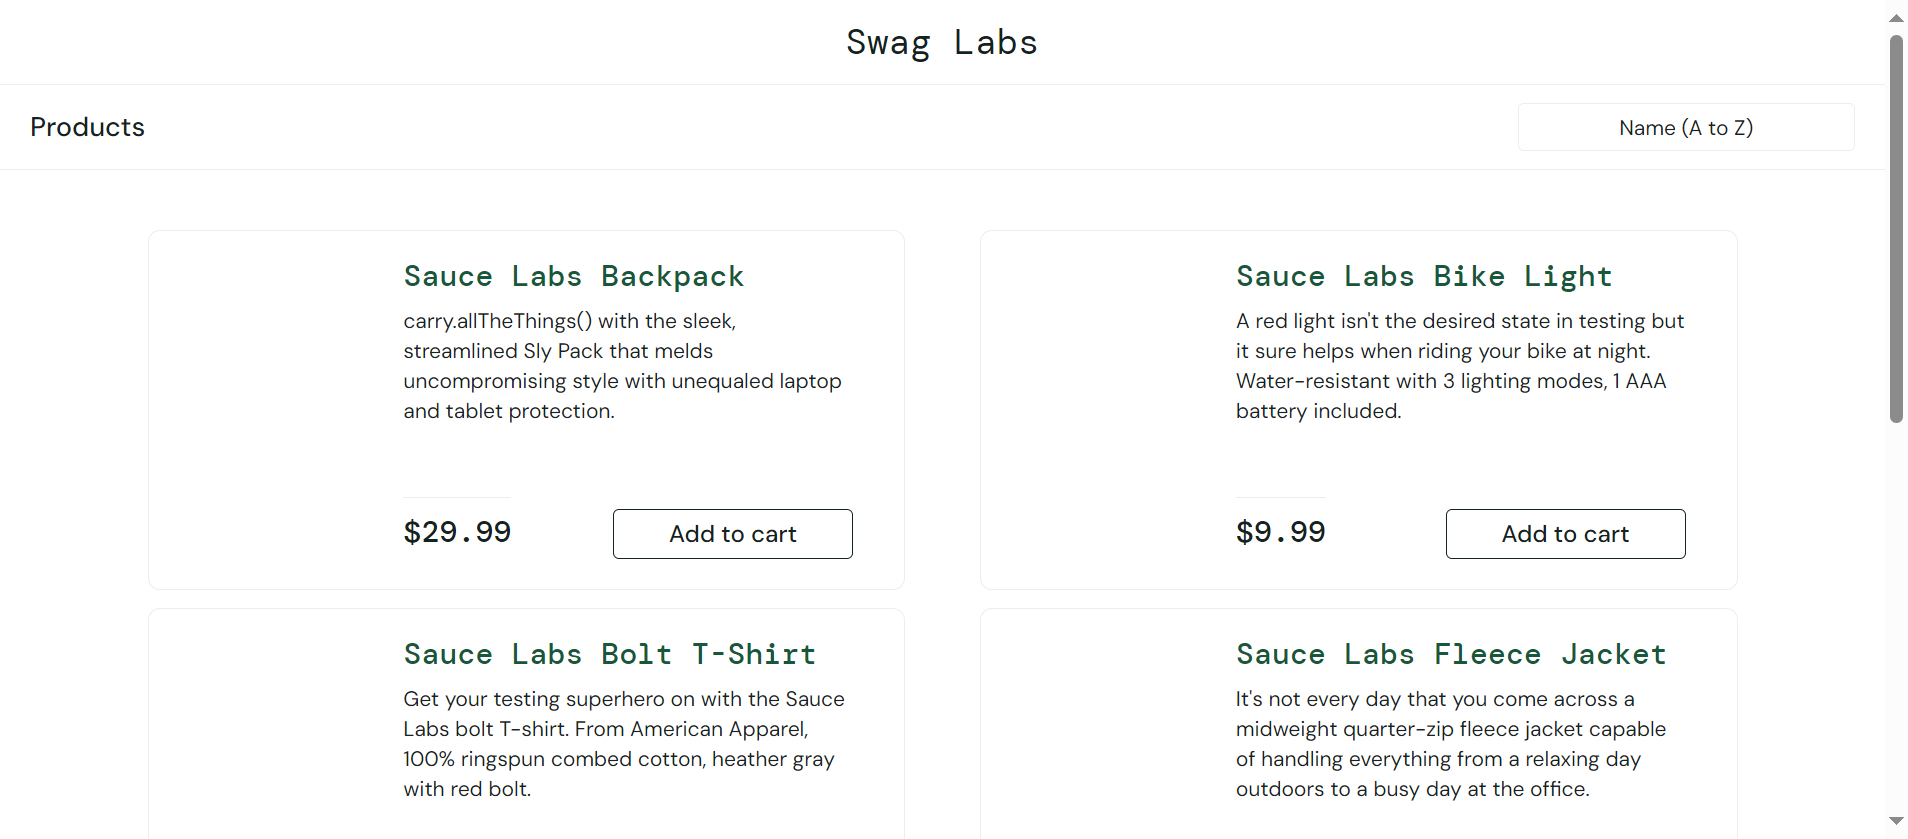 Swag Labs
Products
Name (A to Z)
Sauce Labs Backpack
carry.allTheThings() with the sleek,
streamlined Sly Pack that melds
uncompromising style with unequaled laptop
and tablet protection.
$29.99
Add to cart
Sauce Labs Bike Light
A red light isn't the desired state in testing but
it sure helps when riding your bike at night.
Water-resistant with 3 lighting modes, 1 AAA
battery included.
$9.99
Add to cart
Sauce Labs Bolt T-Shirt
Get your testing superhero on with the Sauce
Labs bolt T-shirt. From American Apparel,
100% ringspun combed cotton, heather gray
with red bolt.
Sauce Labs Fleece Jacket
It's not every day that you come across a
midweight quarter-zip fleece jacket capable
of handling everything from a relaxing day
outdoors to a busy day at the office.